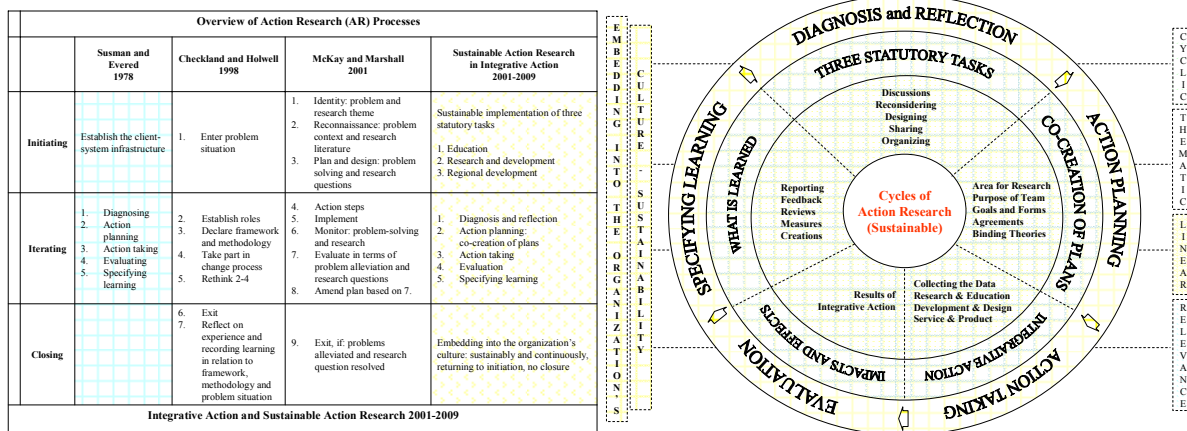 Overview of Action Research (AR) Processes
Susman and
Evered
1978
Checkland and Holwell
1998
McKay and Marshall
2001
Sustainable Action Research
in Integrative Action
2001-2009
Initiating
Establish the client-
system infrastructure
1. Enter problem
situation
1. Identity: problem and
research theme
2. Reconnaissance: problem
context and research
literature
3. Plan and design: problem
solving and research
questions
Sustainable implementation of three
statutory tasks
1. Education
2. Research and development
3. Regional development
Iterating
1. Diagnosing
2. Action
planning
3. Action taking
4. Evaluating
5. Specifying
learning
2. Establish roles
3. Declare framework
and methodology
4. Take part in
change process
5. Rethink 2-4
4. Action steps
5. Implement
6. Monitor: problem-solving
and research
7. Evaluate in terms of
problem alleviation and
research questions
8. Amend plan based on 7.
1. Diagnosis and reflection
2. Action planning:
co-creation of plans
3. Action taking
4. Evaluation
5. Specifying learning
Closing
6. Exit
7. Reflect on
experience and
recording learning
in relation to
framework,
methodology and
problem situation
9. Exit, if: problems
alleviated and research
question resolved
Embedding into the organization's
culture: sustainably and continuously,
returning to initiation, no closure
Integrative Action and Sustainable Action Research 2001-2009
EMBEDDING INTO THE ORGANIZATION'S
CULTURE - SUSTAINABILITY
DIAGNOSIS and REFLECTION
THREE STATUTORY TASKS
Discussions
Reconsidering
Designing
Sharing
Organizing
ACTION PLANNING
CO-CREATION OF PLANS
Area for Research
Purpose of Team
Goals and Forms
Agreements
Binding Theories
Cycles of
Action Research
(Sustainable)
SPECIFYING LEARNING
WHAT IS LEARNED
Reporting
Feedback
Reviews
Measures
Creations
Results of
Integrative Action
Collecting the Data
Research & Education
Development & Design
Service & Product
IMPACTS AND EFFECTS
INTEGRATIVE ACTION
EVALUATION
ACTION TAKING
CYCLIC
THEMATIC
LINEAR
RELEVANCE